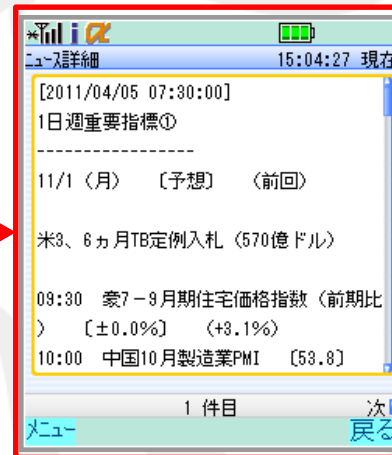 i α
ニュース詳細 15:04:27 現在
[2011/04/05 07:30:00]
1日週重要指標①
-----------------
11/1（月） 〔予想〕 （前回）
米3、6ヵ月TB定例入札（570億ドル）
09:30 豪7－9月期住宅価格指数（前期比
） 〔±0.0%〕 （+3.1%）
10:00 中国10月製造業PMI 〔53.8〕
1 件目 次
メニュー 戻る